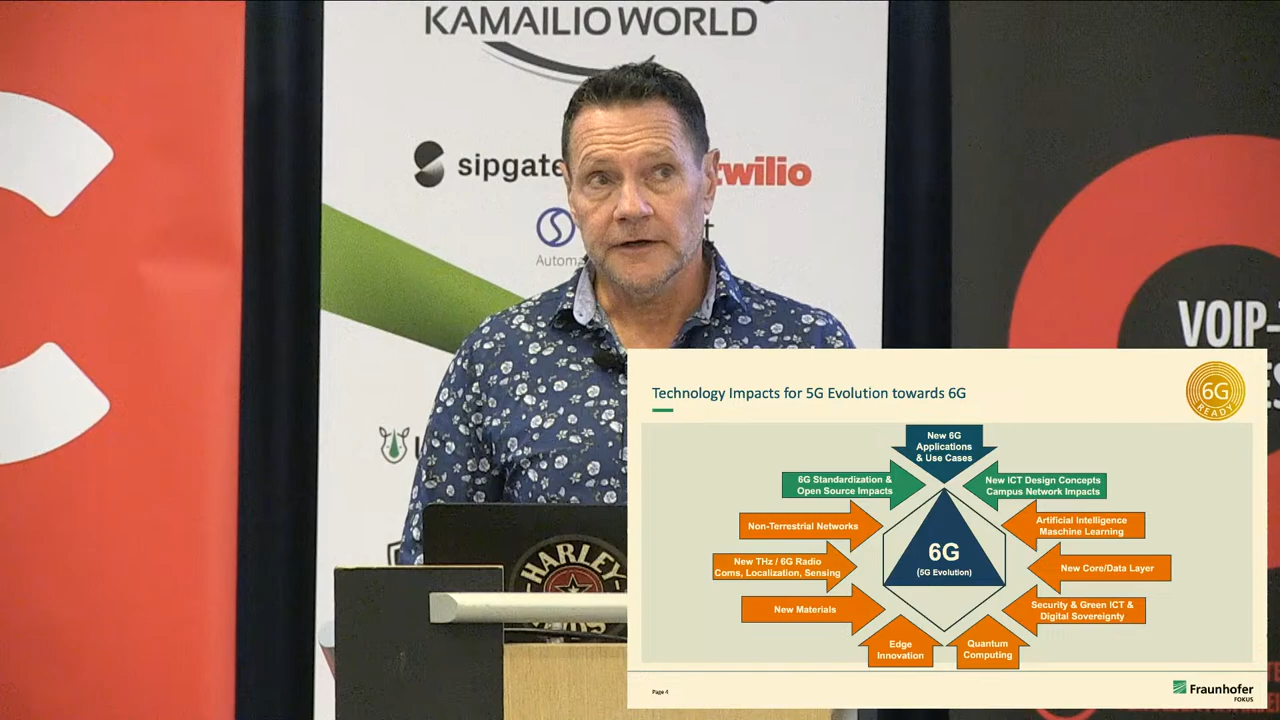 KAMAILIO WORLD
sipgate
twilio
Autom
VOIP-
HARLEY
Technology Impacts for 5G Evolution towards 6G
6G
READY
New 6G
Applications
& Use Cases
6G Standardization &
Open Source Impacts
New ICT Design Concepts
Campus Network Impacts
Non-Terrestrial Networks
Artificial Intelligence
Maschine Learning
6G
(5G Evolution)
New THz / 6G Radio
Coms, Localization, Sensing
New Core/Data Layer
New Materials
Security & Green ICT &
Digital Sovereignty
Edge
Innovation
Quantum
Computing
Page 4
Fraunhofer
FOKUS